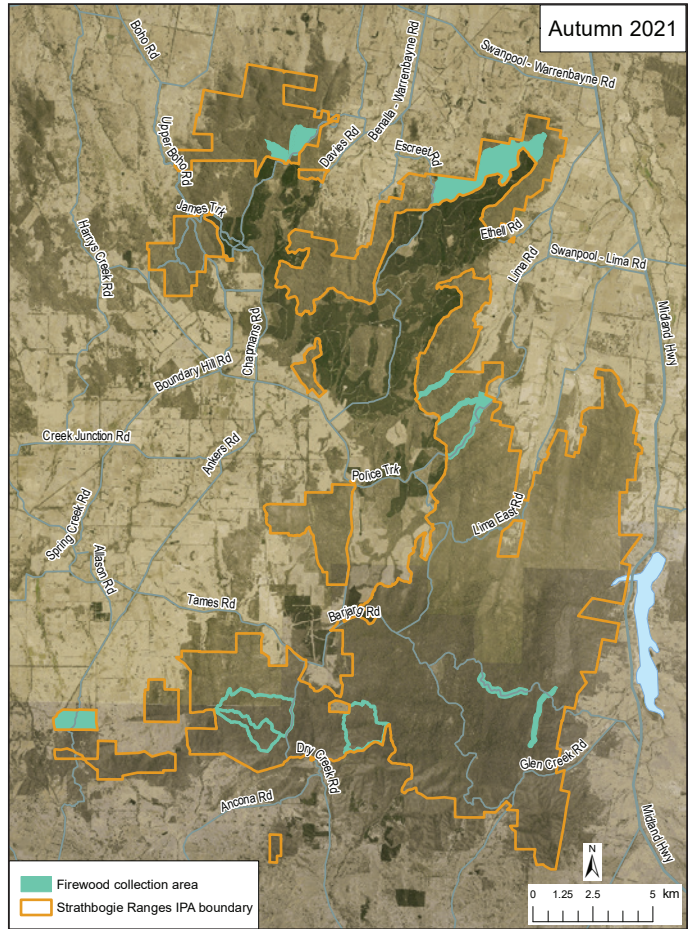 Autumn 2021
Boho Rd
Swanpool - Warrenbayne Rd
Benalla - Warrenbayne Rd
Upper Boho Rd
Davies Rd
Escreet Rd
James Trk
Harrys Creek Rd
Ethell Rd
Lima Rd
Swanpool - Lima Rd
Midland Hwy
Chapmans Rd
Boundary Hill Rd
Creek Junction Rd
Ankers Rd
Police Trk
Spring Creek Rd
Lima East Rd
Allason Rd
Tames Rd
Barjarg Rd
Dry Creek Rd
Glen Creek Rd
Ancona Rd
Midland Hwy
N
Firewood collection area
Strathbogie Ranges IPA boundary
0 1.25 2.5 5 km